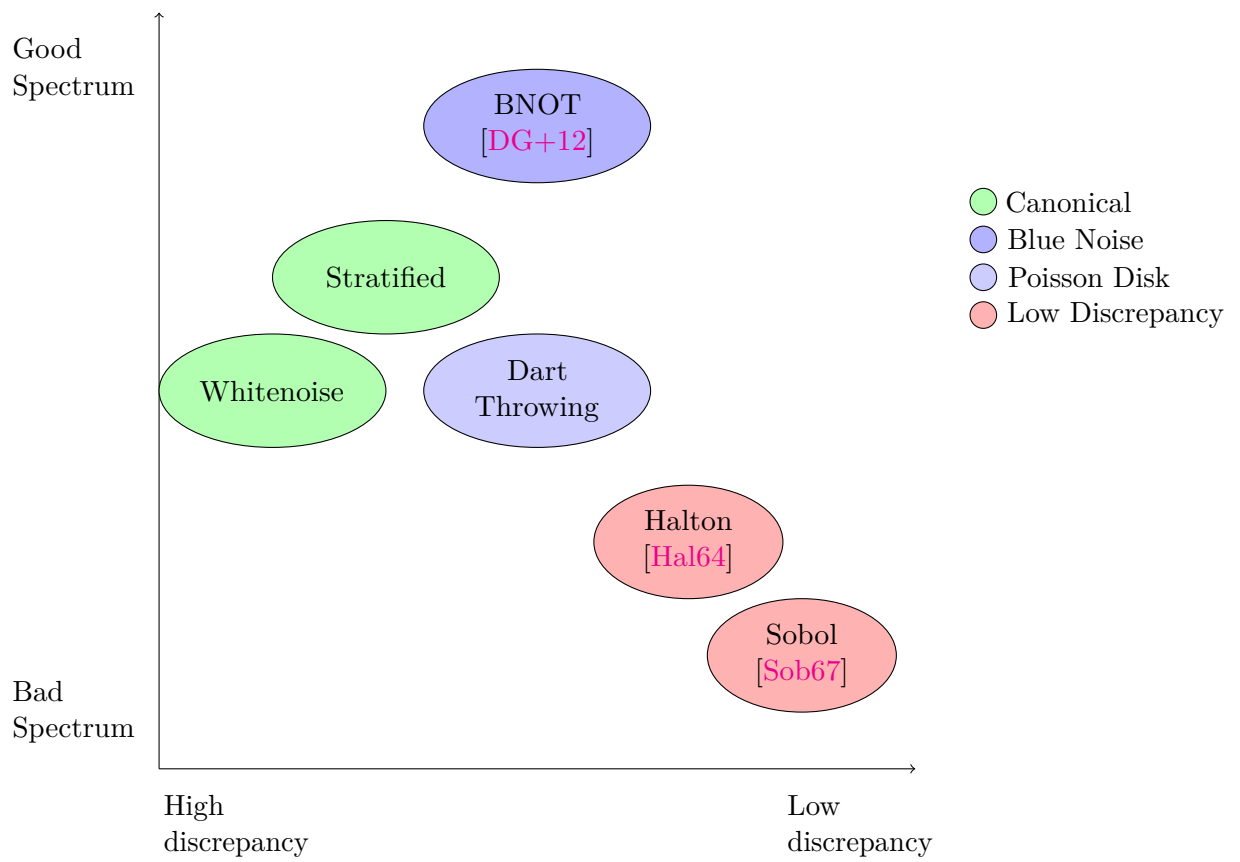 Good
Spectrum
BNOT
[DG+12]
Canonical
Blue Noise
Poisson Disk
Low Discrepancy
Stratified
Whitenoise
Dart
Throwing
Halton
[Hal64]
Sobol
[Sob67]
Bad
Spectrum
High
discrepancy
Low
discrepancy